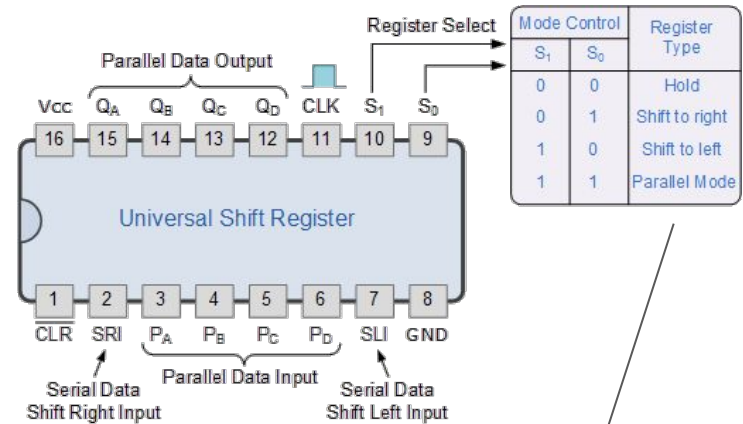 Register Select
Mode Control Register Type
S₁ S₀
0 0 Hold
0 1 Shift to right
1 0 Shift to left
1 1 Parallel Mode
Parallel Data Output
Vcc QA QB QC QD CLK S₁ S₀
16 15 14 13 12 11 10 9
Universal Shift Register
1 2 3 4 5 6 7 8
CLR SRI PA PB PC PD SLI GND
Serial Data
Shift Right Input
Parallel Data Input
Serial Data
Shift Left Input